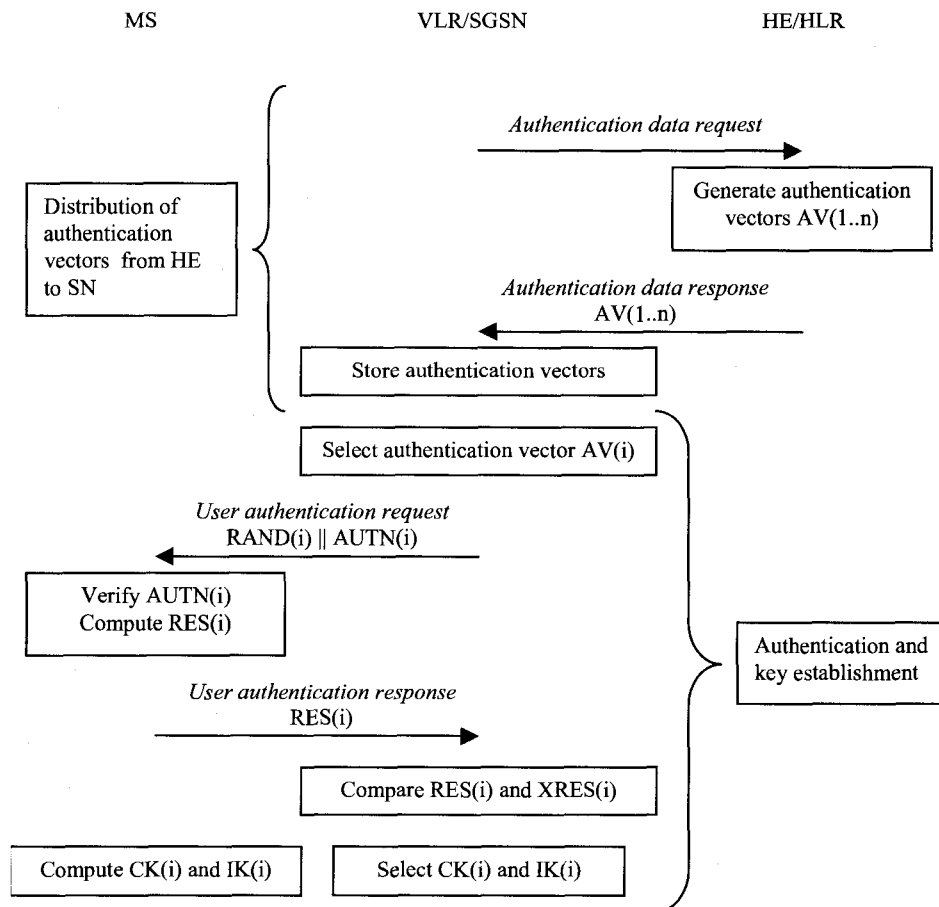 MS VLR/SGSN HE/HLR
Authentication data request
Generate authentication
vectors AV(1..n)
Distribution of
authentication
vectors from HE
to SN
Authentication data response
AV(1..n)
Store authentication vectors
Select authentication vector AV(i)
User authentication request
RAND(i) || AUTN(i)
Verify AUTN(i)
Compute RES(i)
Authentication and
key establishment
User authentication response
RES(i)
Compare RES(i) and XRES(i)
Compute CK(i) and IK(i)
Select CK(i) and IK(i)